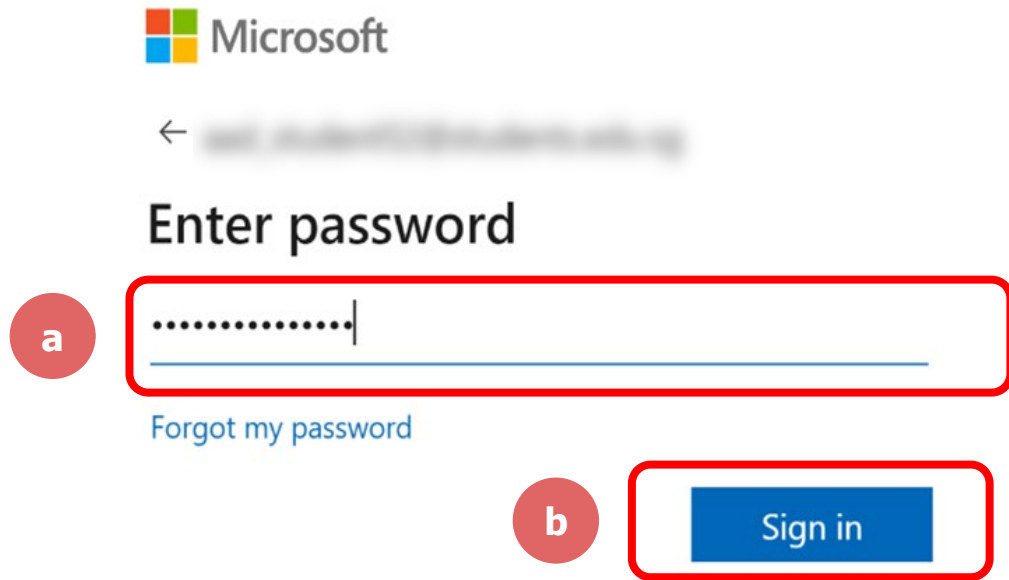 Microsoft
←
Enter password
a
•••••••••••••••
Forgot my password
b
Sign in